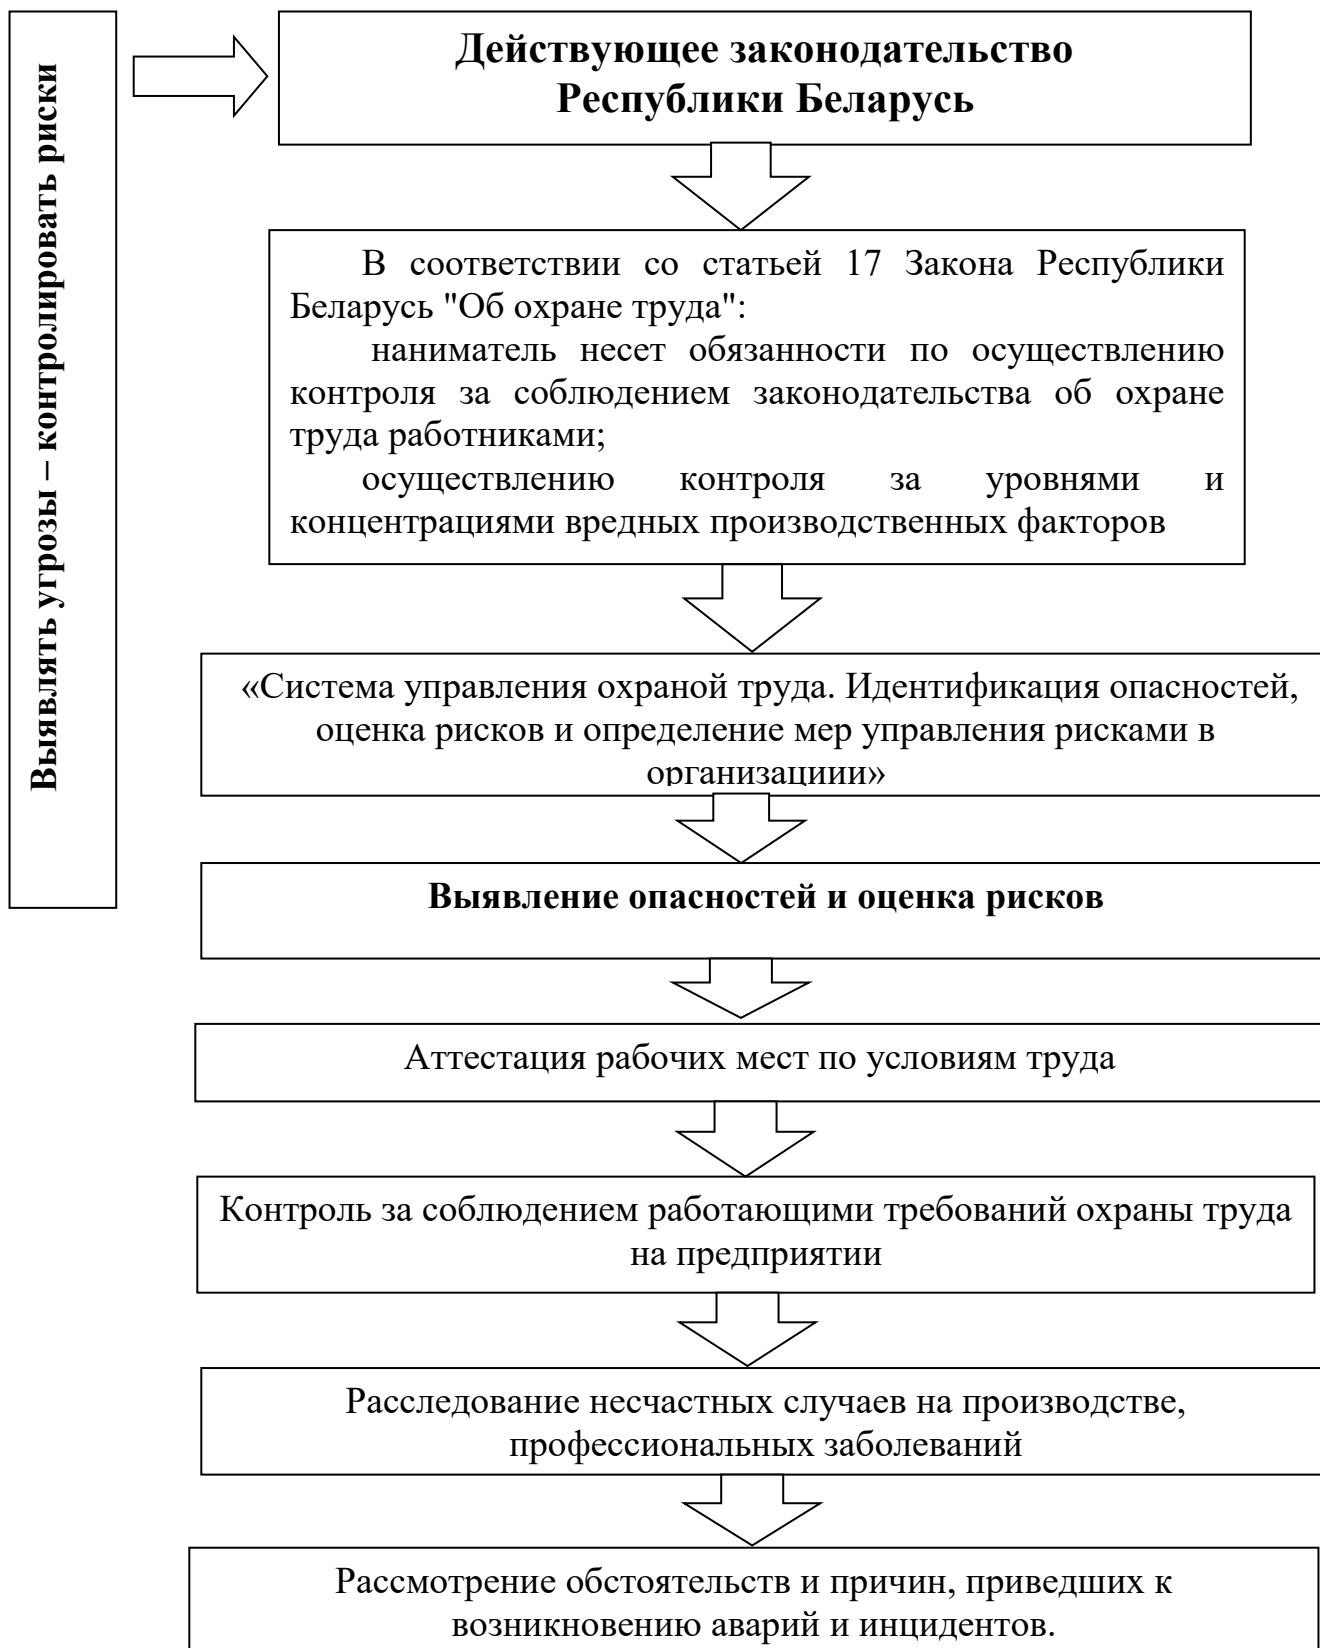 Выявлять угрозы – контролировать риски
Действующее законодательство
Республики Беларусь
В соответствии со статьей 17 Закона Республики
Беларусь "Об охране труда":
наниматель несет обязанности по осуществлению
контроля за соблюдением законодательства об охране
труда работниками;
осуществлению контроля за уровнями и
концентрациями вредных производственных факторов
«Система управления охраной труда. Идентификация опасностей,
оценка рисков и определение мер управления рисками в
организациии»
Выявление опасностей и оценка рисков
Аттестация рабочих мест по условиям труда
Контроль за соблюдением работающими требований охраны труда
на предприятии
Расследование несчастных случаев на производстве,
профессиональных заболеваний
Рассмотрение обстоятельств и причин, приведших к
возникновению аварий и инцидентов.